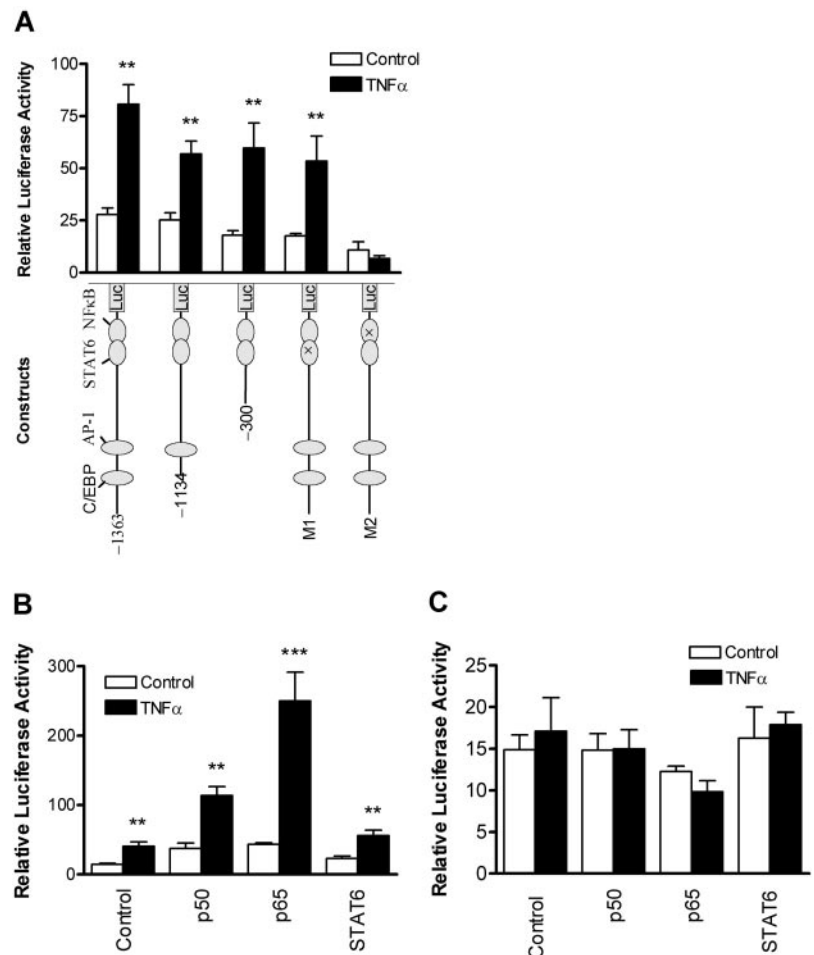 A
Control
TNFα
** ** ** **
100
75
50
25
0
Relative Luciferase Activity
Luc Luc Luc Luc Luc
NFκB
STAT6
× ×
AP-1
C/EBP
Constructs
−1363 −1134 −300 M1 M2
B
Control
TNFα
** ** *** **
300
200
100
0
Relative Luciferase Activity
Control p50 p65 STAT6
C
Control
TNFα
25
20
15
10
5
0
Relative Luciferase Activity
Control p50 p65 STAT6